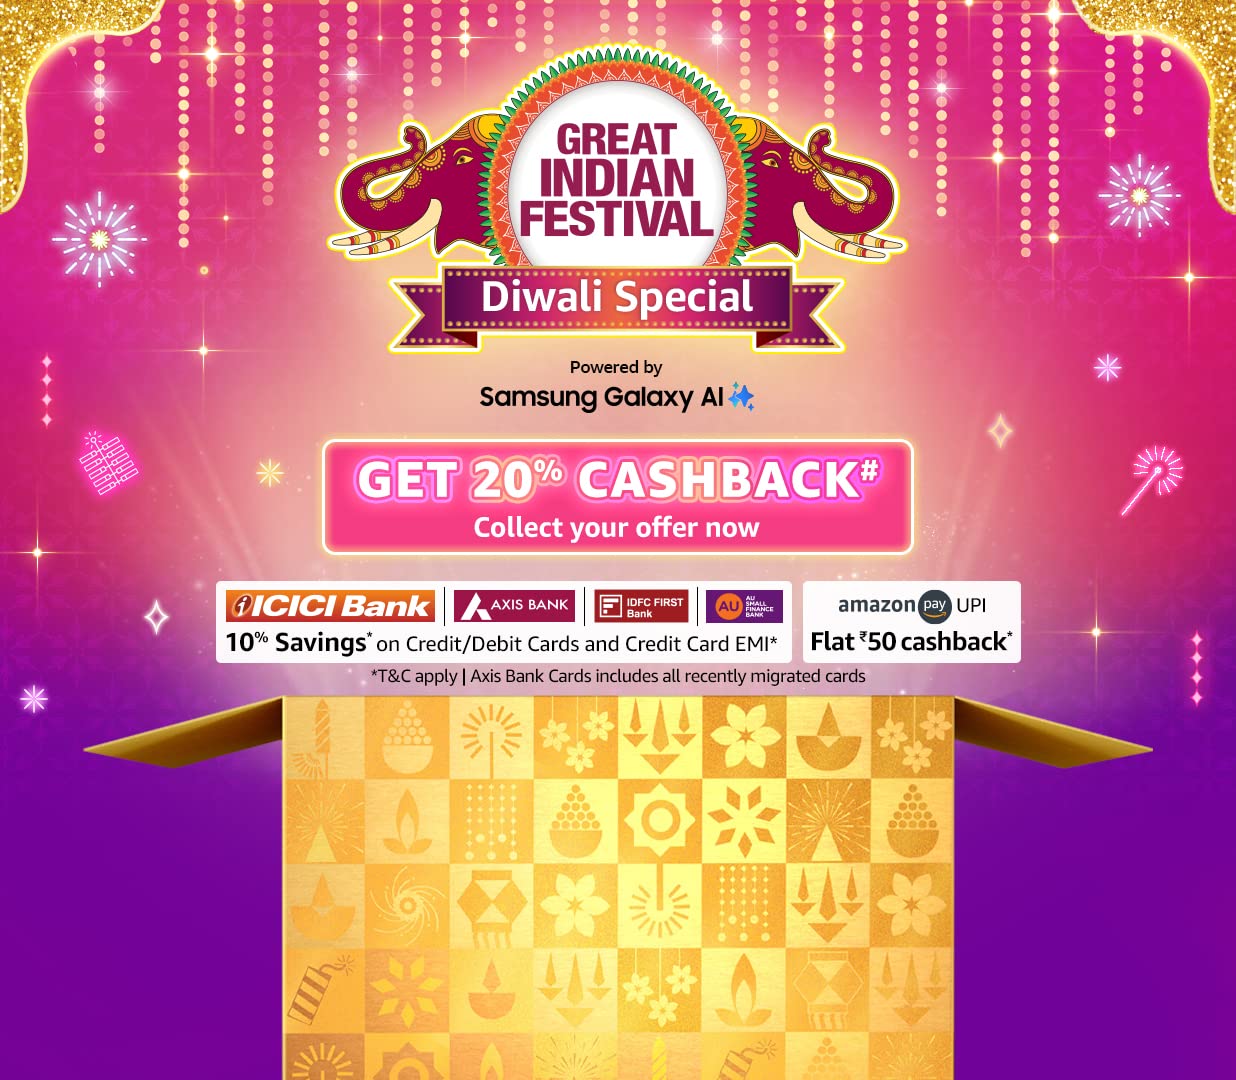 GREAT
INDIAN
FESTIVAL
Diwali Special
Powered by
Samsung Galaxy AI
GET 20% CASHBACK#
Collect your offer now
ICICI Bank
AXIS BANK
IDFC FIRST
Bank
AU
AU
SMALL
FINANCE
BANK
10% Savings* on Credit/Debit Cards and Credit Card EMI*
amazon pay UPI
Flat ₹50 cashback*
*T&C apply | Axis Bank Cards includes all recently migrated cards